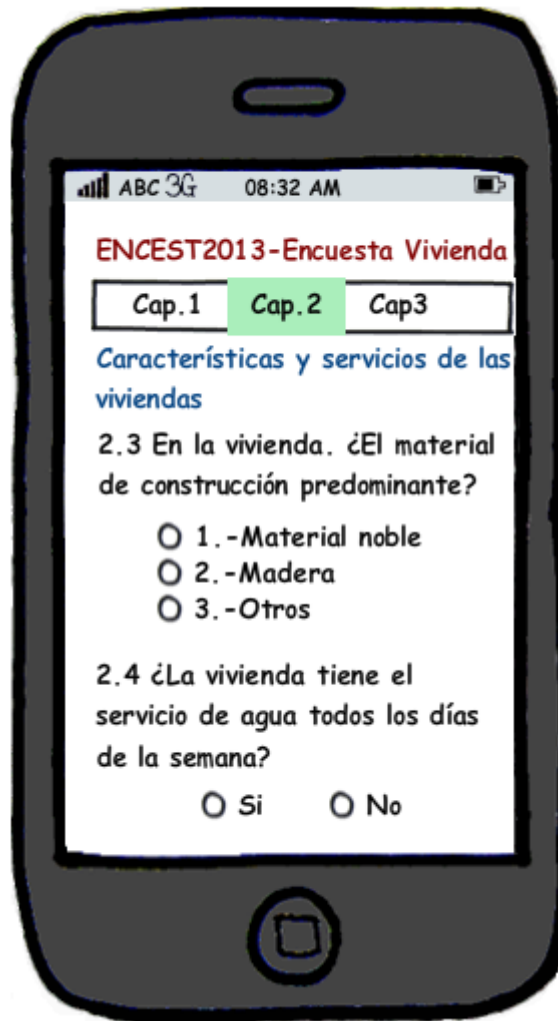 ABC 3G 08:32 AM
ENCEST2013-Encuesta Vivienda
Cap.1 Cap.2 Cap3
Características y servicios de las
viviendas
2.3 En la vivienda. ¿El material
de construcción predominante?
1.-Material noble
2.-Madera
3.-Otros
2.4 ¿La vivienda tiene el
servicio de agua todos los días
de la semana?
Si No